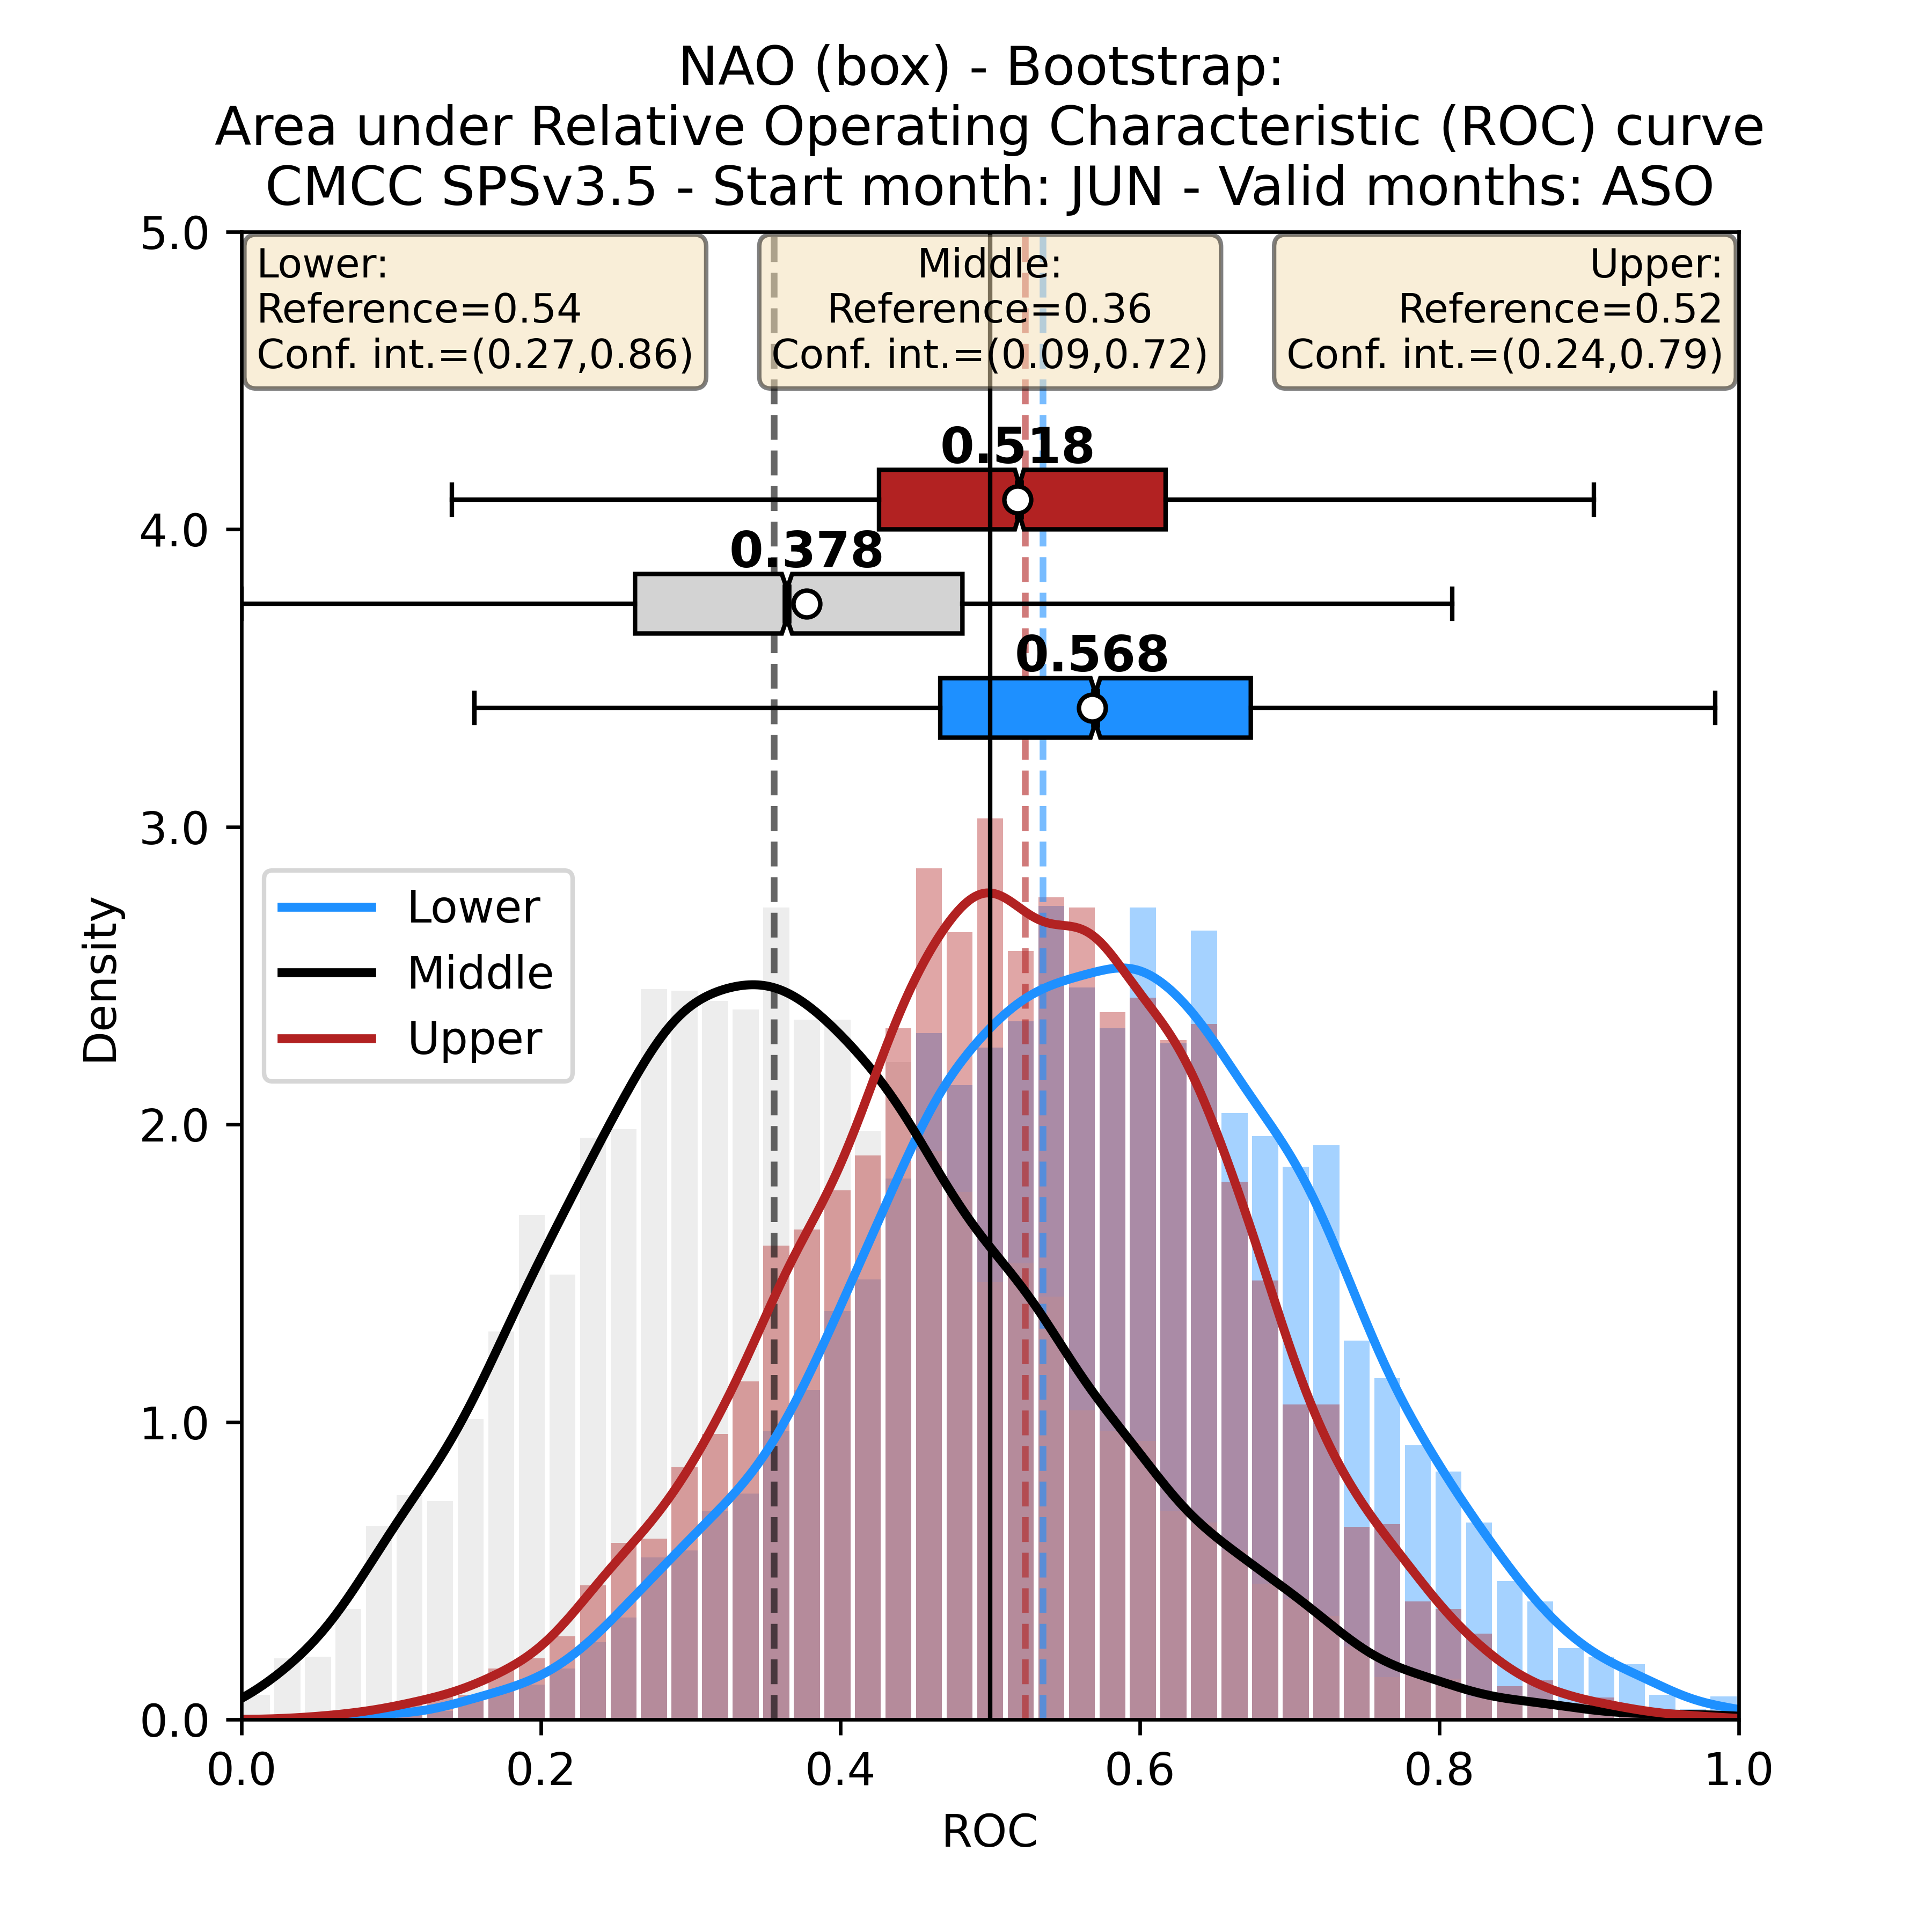 NAO (box) - Bootstrap:
Area under Relative Operating Characteristic (ROC) curve
CMCC SPSv3.5 - Start month: JUN - Valid months: ASO
Lower:
Reference=0.54
Conf. int.=(0.27,0.86)
Middle:
Reference=0.36
Conf. int.=(0.09,0.72)
Upper:
Reference=0.52
Conf. int.=(0.24,0.79)
0.518
0.378
0.568
Lower
Middle
Upper
Density
5.0
4.0
3.0
2.0
1.0
0.0
0.0 0.2 0.4 0.6 0.8 1.0
ROC